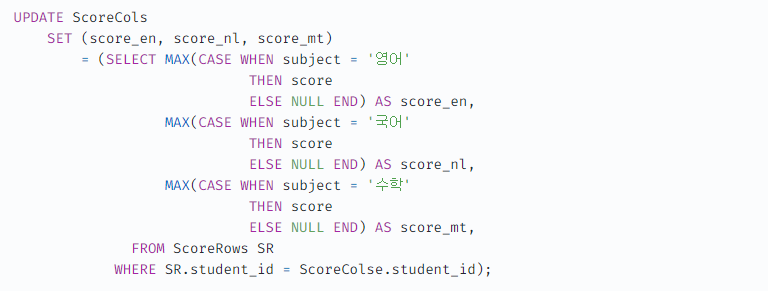 UPDATE ScoreCols
SET (score_en, score_nl, score_mt)
= (SELECT MAX(CASE WHEN subject = '영어'
THEN score
ELSE NULL END) AS score_en,
MAX(CASE WHEN subject = '국어'
THEN score
ELSE NULL END) AS score_nl,
MAX(CASE WHEN subject = '수학'
THEN score
ELSE NULL END) AS score_mt,
FROM ScoreRows SR
WHERE SR.student_id = ScoreColse.student_id);